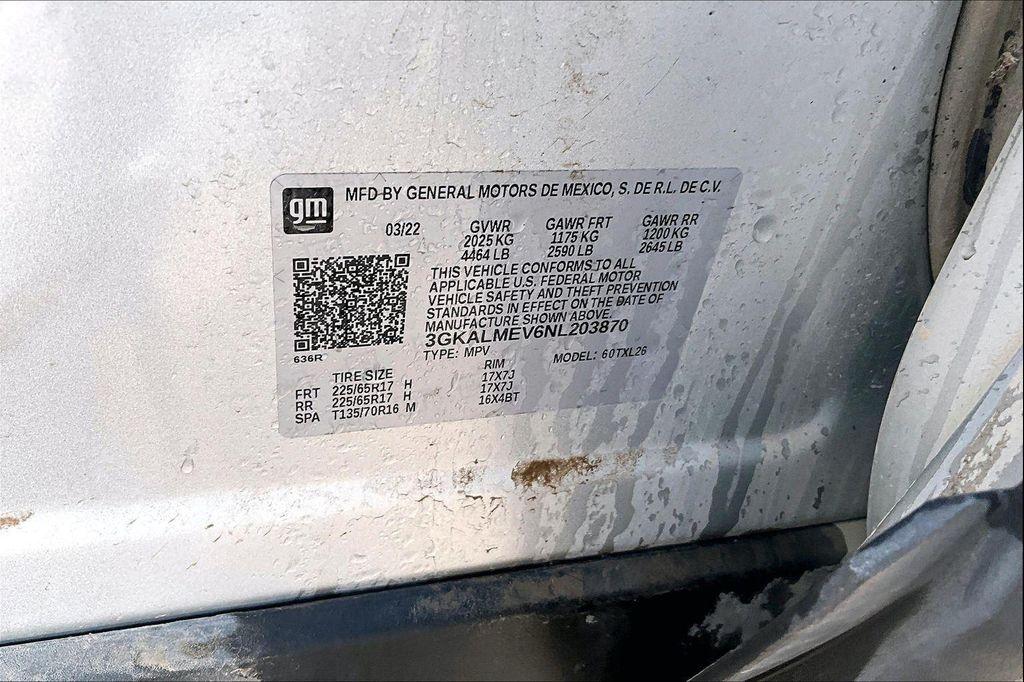 gm
MFD BY GENERAL MOTORS DE MEXICO, S. DE R.L. DE C.V.
03/22 GVWR GAWR FRT GAWR RR
2025 KG 1175 KG 1200 KG
4464 LB 2590 LB 2645 LB
THIS VEHICLE CONFORMS TO ALL
APPLICABLE U.S. FEDERAL MOTOR
VEHICLE SAFETY AND THEFT PREVENTION
STANDARDS IN EFFECT ON THE DATE OF
MANUFACTURE SHOWN ABOVE.
3GKALMEV6NL203870
636R TYPE: MPV MODEL: 60TXL26
TIRE SIZE RIM
FRT 225/65R17 H 17X7J
RR 225/65R17 H 17X7J
SPA T135/70R16 M 16X4BT